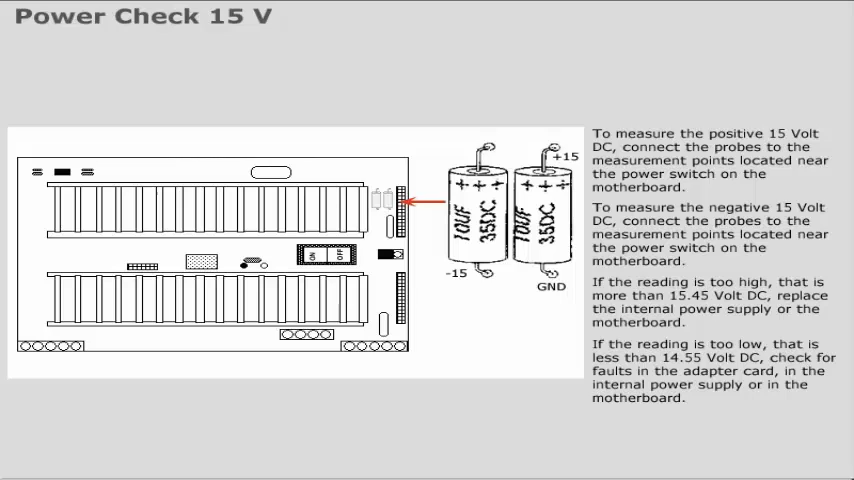 Power Check 15 V
To measure the positive 15 Volt
DC, connect the probes to the
measurement points located near
the power switch on the
motherboard.
To measure the negative 15 Volt
DC, connect the probes to the
measurement points located near
the power switch on the
motherboard.
If the reading is too high, that is
more than 15.45 Volt DC, replace
the internal power supply or the
motherboard.
If the reading is too low, that is
less than 14.55 Volt DC, check for
faults in the adapter card, in the
internal power supply or in the
motherboard.
+15
+ +
10UF
35DC
+ +
10UF
35DC
-15
GND
ON
OFF